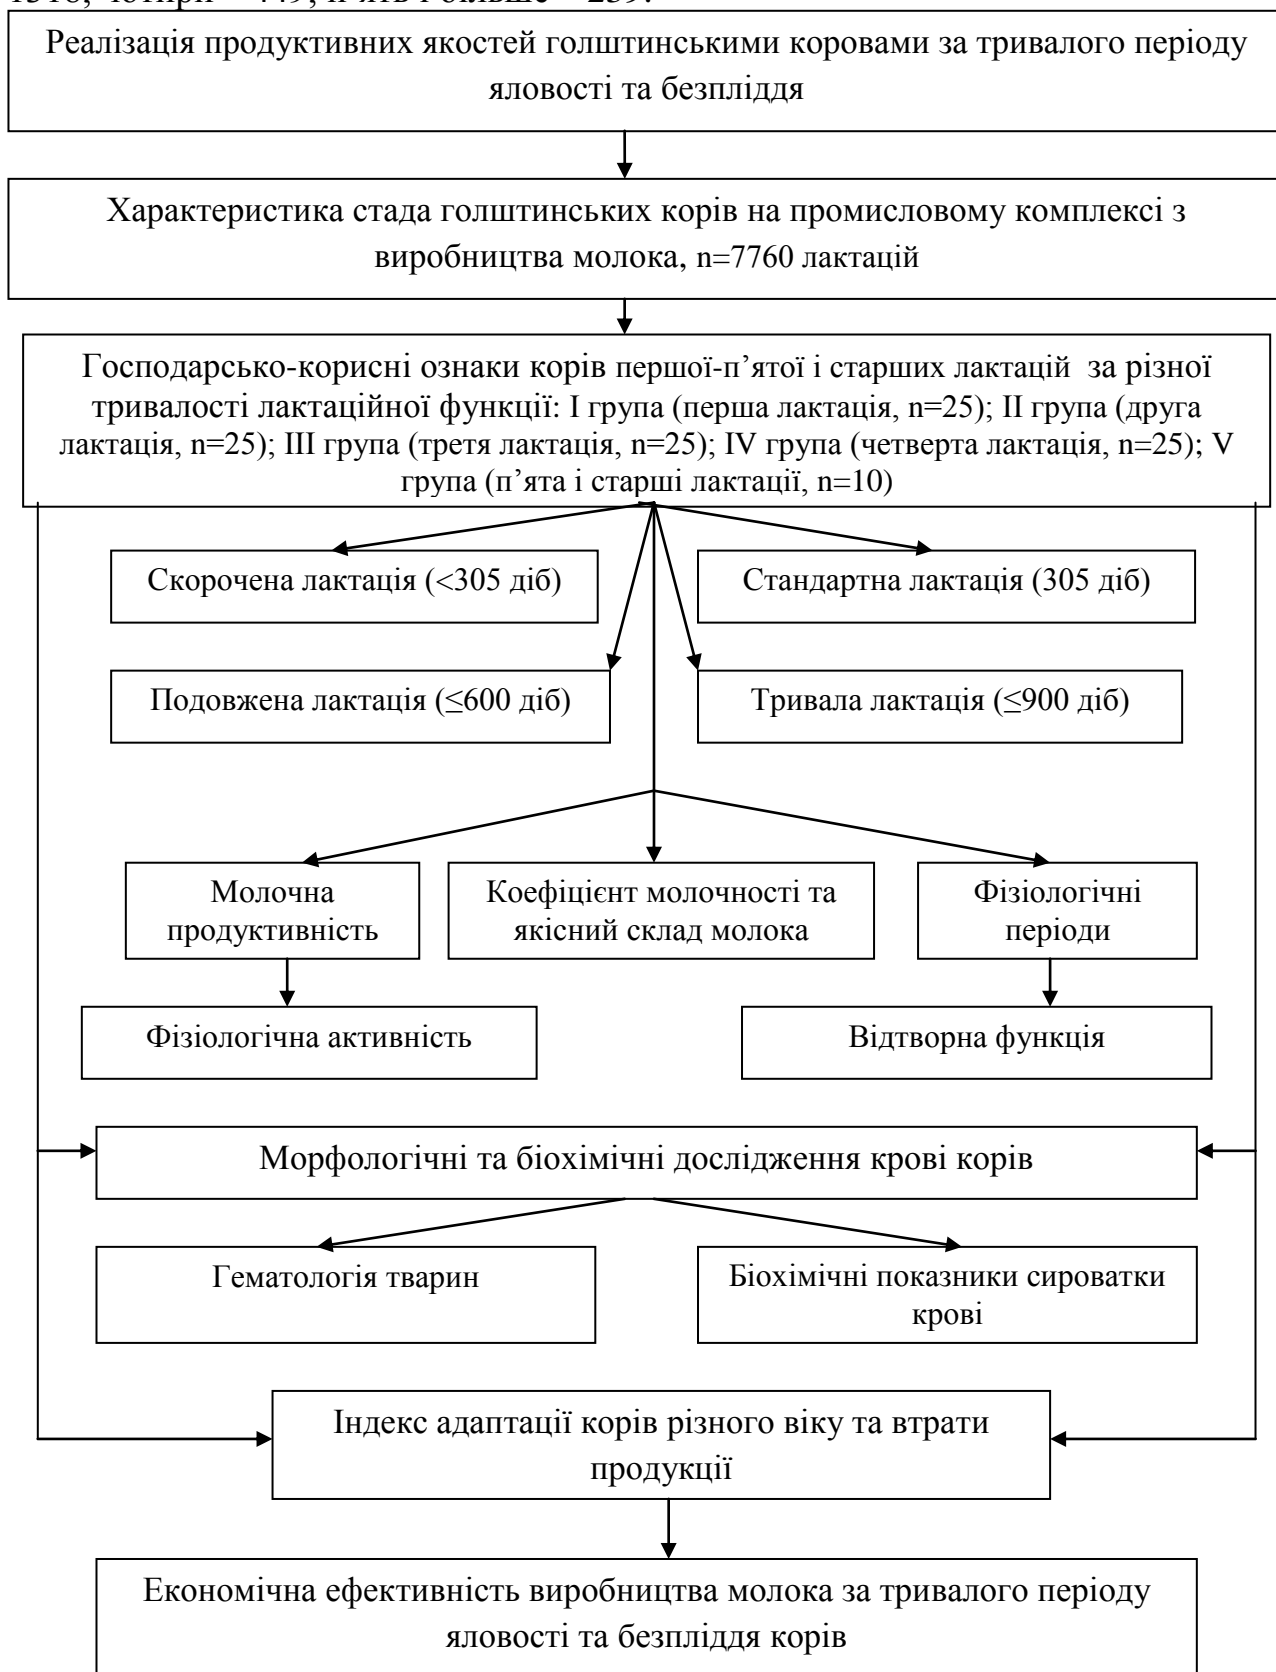 1516, чотири – 449, п’ять і більше – 239.
Реалізація продуктивних якостей голштинськими коровами за тривалого періоду
яловості та безпліддя
Характеристика стада голштинських корів на промисловому комплексі з
виробництва молока, n=7760 лактацій
Господарсько-корисні ознаки корів першої-п’ятої і старших лактацій за різної
тривалості лактаційної функції: І група (перша лактація, n=25); ІІ група (друга
лактація, n=25); ІІІ група (третя лактація, n=25); IV група (четверта лактація, n=25); V
група (п’ята і старші лактації, n=10)
Скорочена лактація (<305 діб)
Стандартна лактація (305 діб)
Подовжена лактація (≤600 діб)
Тривала лактація (≤900 діб)
Молочна
продуктивність
Коефіцієнт молочності та
якісний склад молока
Фізіологічні
періоди
Фізіологічна активність
Відтворна функція
Морфологічні та біохімічні дослідження крові корів
Гематологія тварин
Біохімічні показники сироватки
крові
Індекс адаптації корів різного віку та втрати
продукції
Економічна ефективність виробництва молока за тривалого періоду
яловості та безпліддя корів